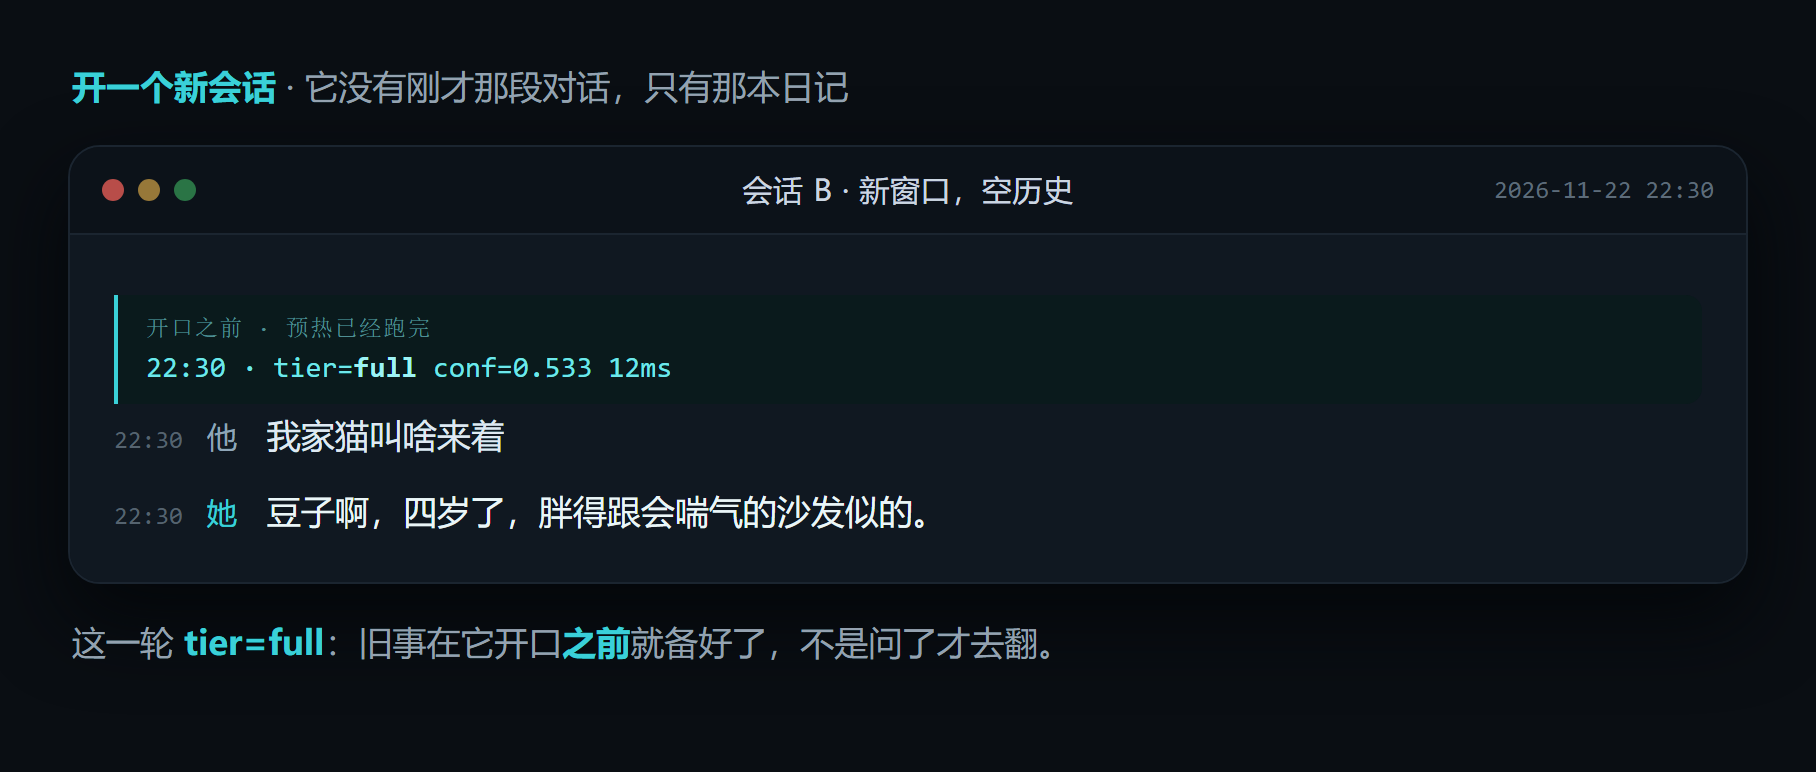 开一个新会话 · 它没有刚才那段对话，只有那本日记
会话 B · 新窗口，空历史
2026-11-22 22:30
开口之前 · 预热已经跑完
22:30 · tier=full conf=0.533 12ms
22:30 他 我家猫叫啥来着
22:30 她 豆子啊，四岁了，胖得跟会喘气的沙发似的。
这一轮 tier=full：旧事在它开口之前就备好了，不是问了才去翻。